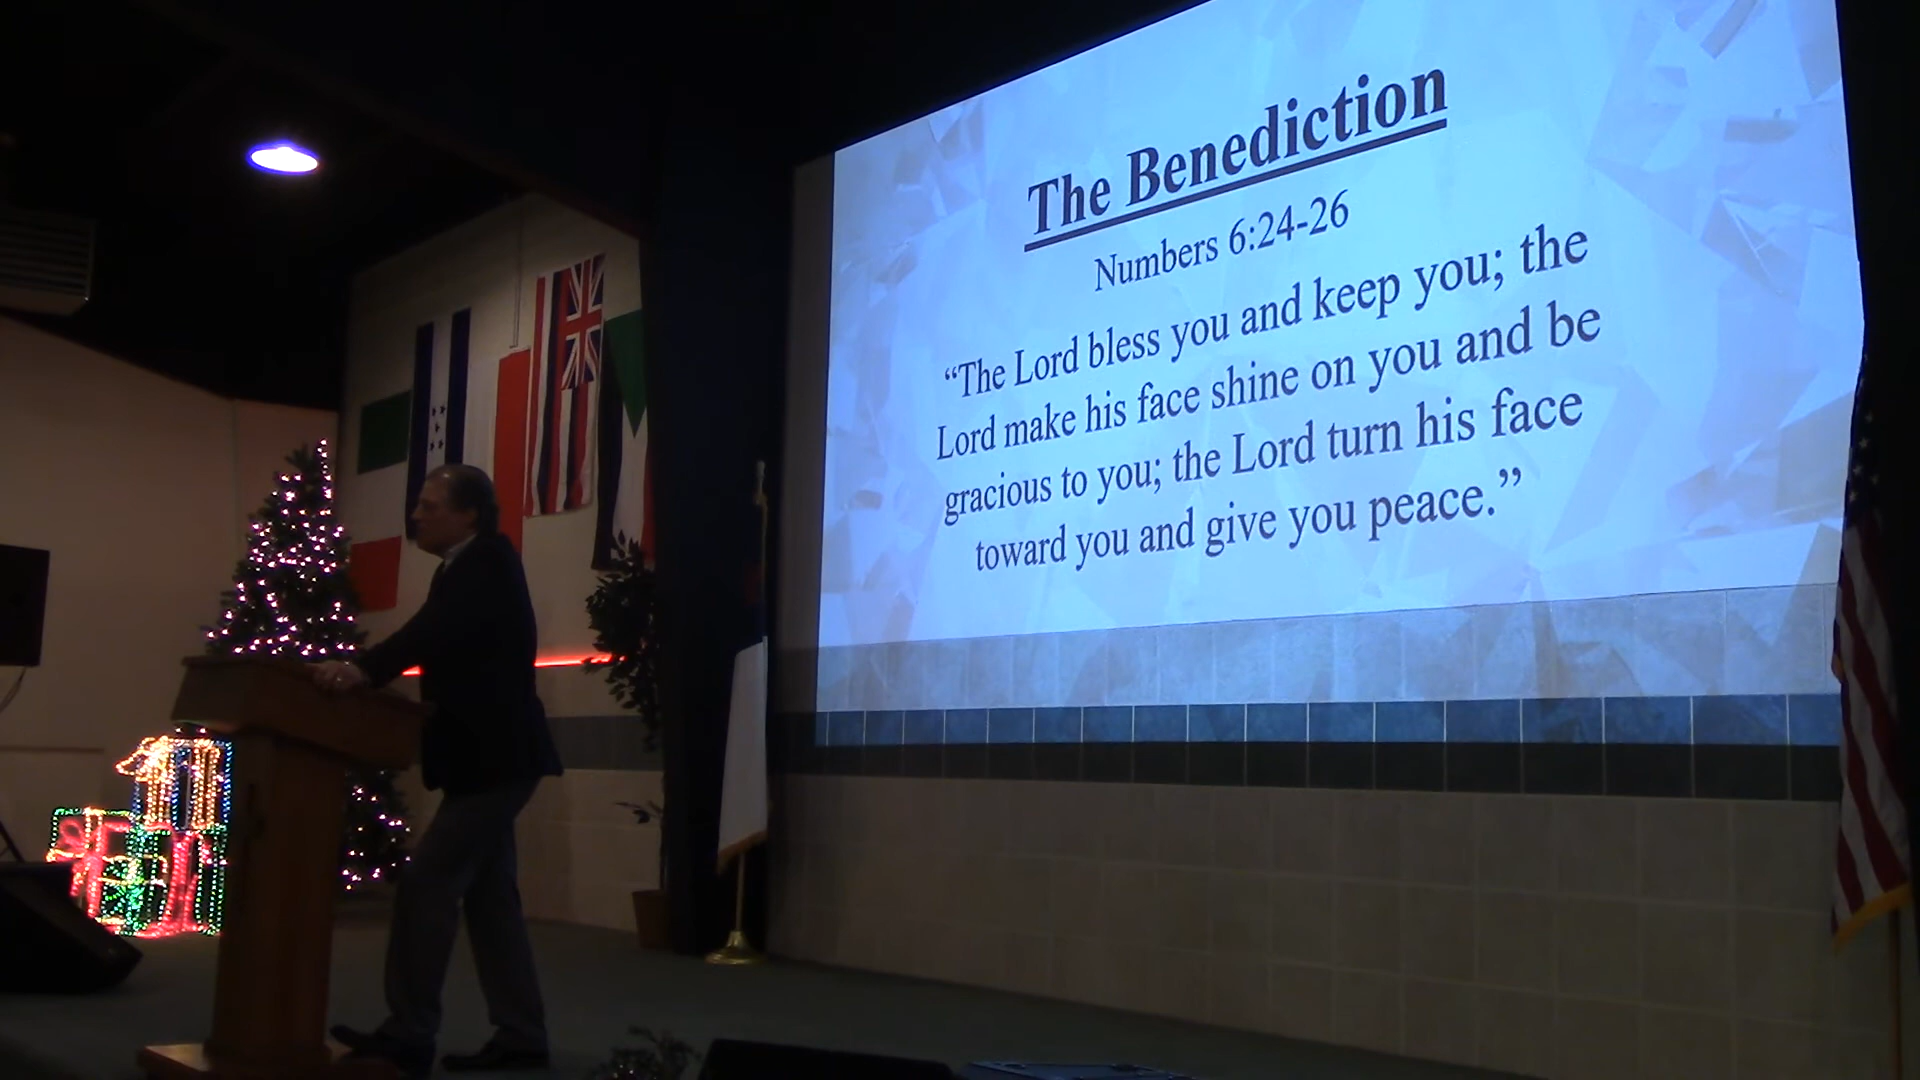 The Benediction
Numbers 6:24-26
“The Lord bless you and keep you; the
Lord make his face shine on you and be
gracious to you; the Lord turn his face
toward you and give you peace.”